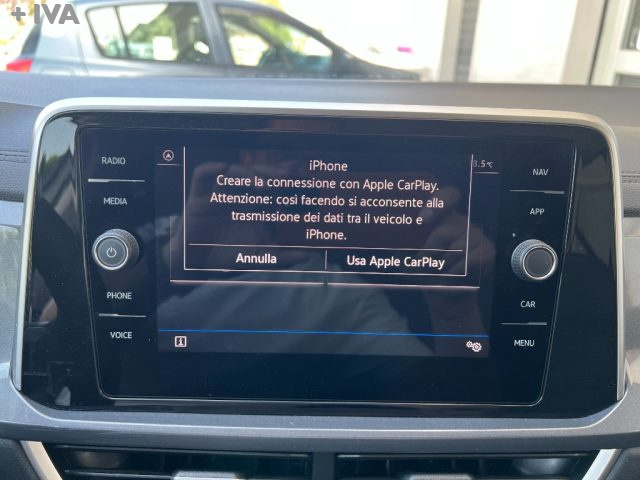 + IVA
RADIO
MEDIA
PHONE
VOICE
iPhone
Creare la connessione con Apple CarPlay.
Attenzione: così facendo si acconsente alla
trasmissione dei dati tra il veicolo e
iPhone.
Annulla
Usa Apple CarPlay
.5°C
NAV
APP
CAR
MENU